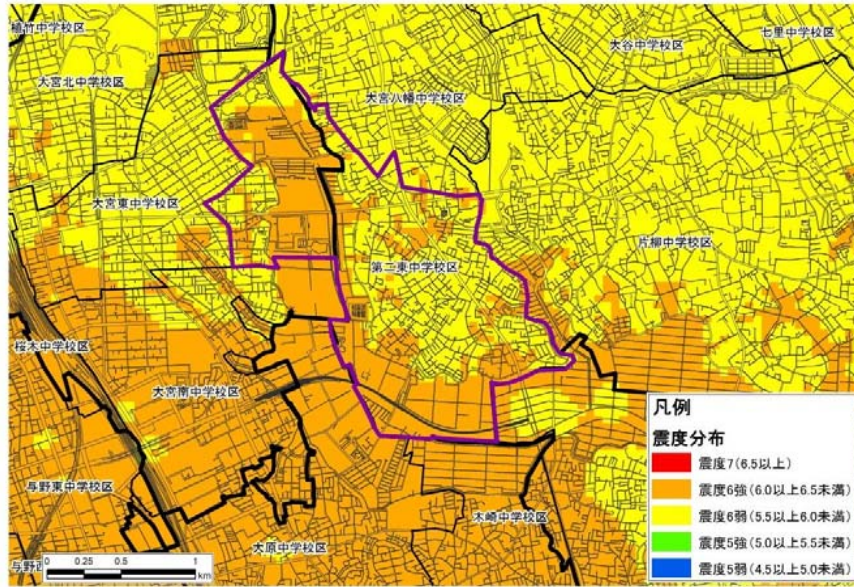 植竹中学校区
七里中学校区
大谷中学校区
大宮北中学校区
大宮八幡中学校区
大宮東中学校区
片柳中学校区
第二東中学校区
桜木中学校区
大宮南中学校区
与野東中学校区
木崎中学校区
大原中学校区
与野西
凡例
震度分布
震度7(6.5以上)
震度6強(6.0以上6.5未満)
震度6弱(5.5以上6.0未満)
震度5強(5.0以上5.5未満)
震度5弱(4.5以上5.0未満)
0 0.25 0.5 1
km